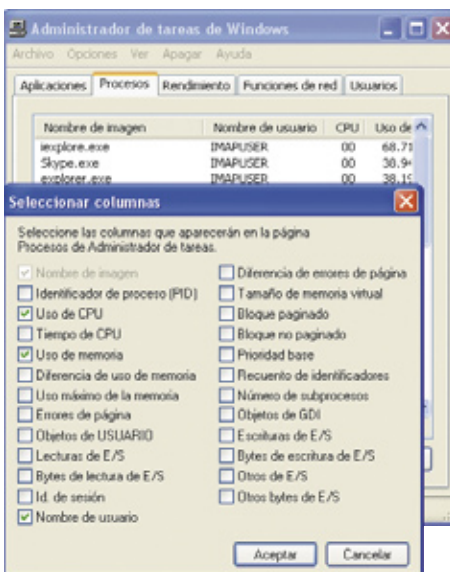 Administrador de tareas de Windows
Archivo Opciones Ver Apagar Ayuda
Aplicaciones Procesos Rendimiento Funciones de red Usuarios
Nombre de imagen Nombre de usuario CPU Uso de
iexplore.exe IMAPUSER 00 68.71
Skype.exe IMAPUSER 00 30.94
explorer.exe IMAPUSER 00 38.19
Seleccionar columnas
Seleccione las columnas que aparecerán en la página
Procesos de Administrador de tareas.
Nombre de imagen
Identificador de proceso (PID)
Uso de CPU
Tiempo de CPU
Uso de memoria
Diferencia de uso de memoria
Uso máximo de la memoria
Errores de página
Objetos de USUARIO
Lecturas de E/S
Bytes de lectura de E/S
Id. de sesión
Nombre de usuario
Diferencia de errores de página
Tamaño de memoria virtual
Bloque paginado
Bloque no paginado
Prioridad base
Recuento de identificadores
Número de subprocesos
Objetos de GDI
Escrituras de E/S
Bytes de escritura de E/S
Otros de E/S
Otros bytes de E/S
Aceptar Cancelar